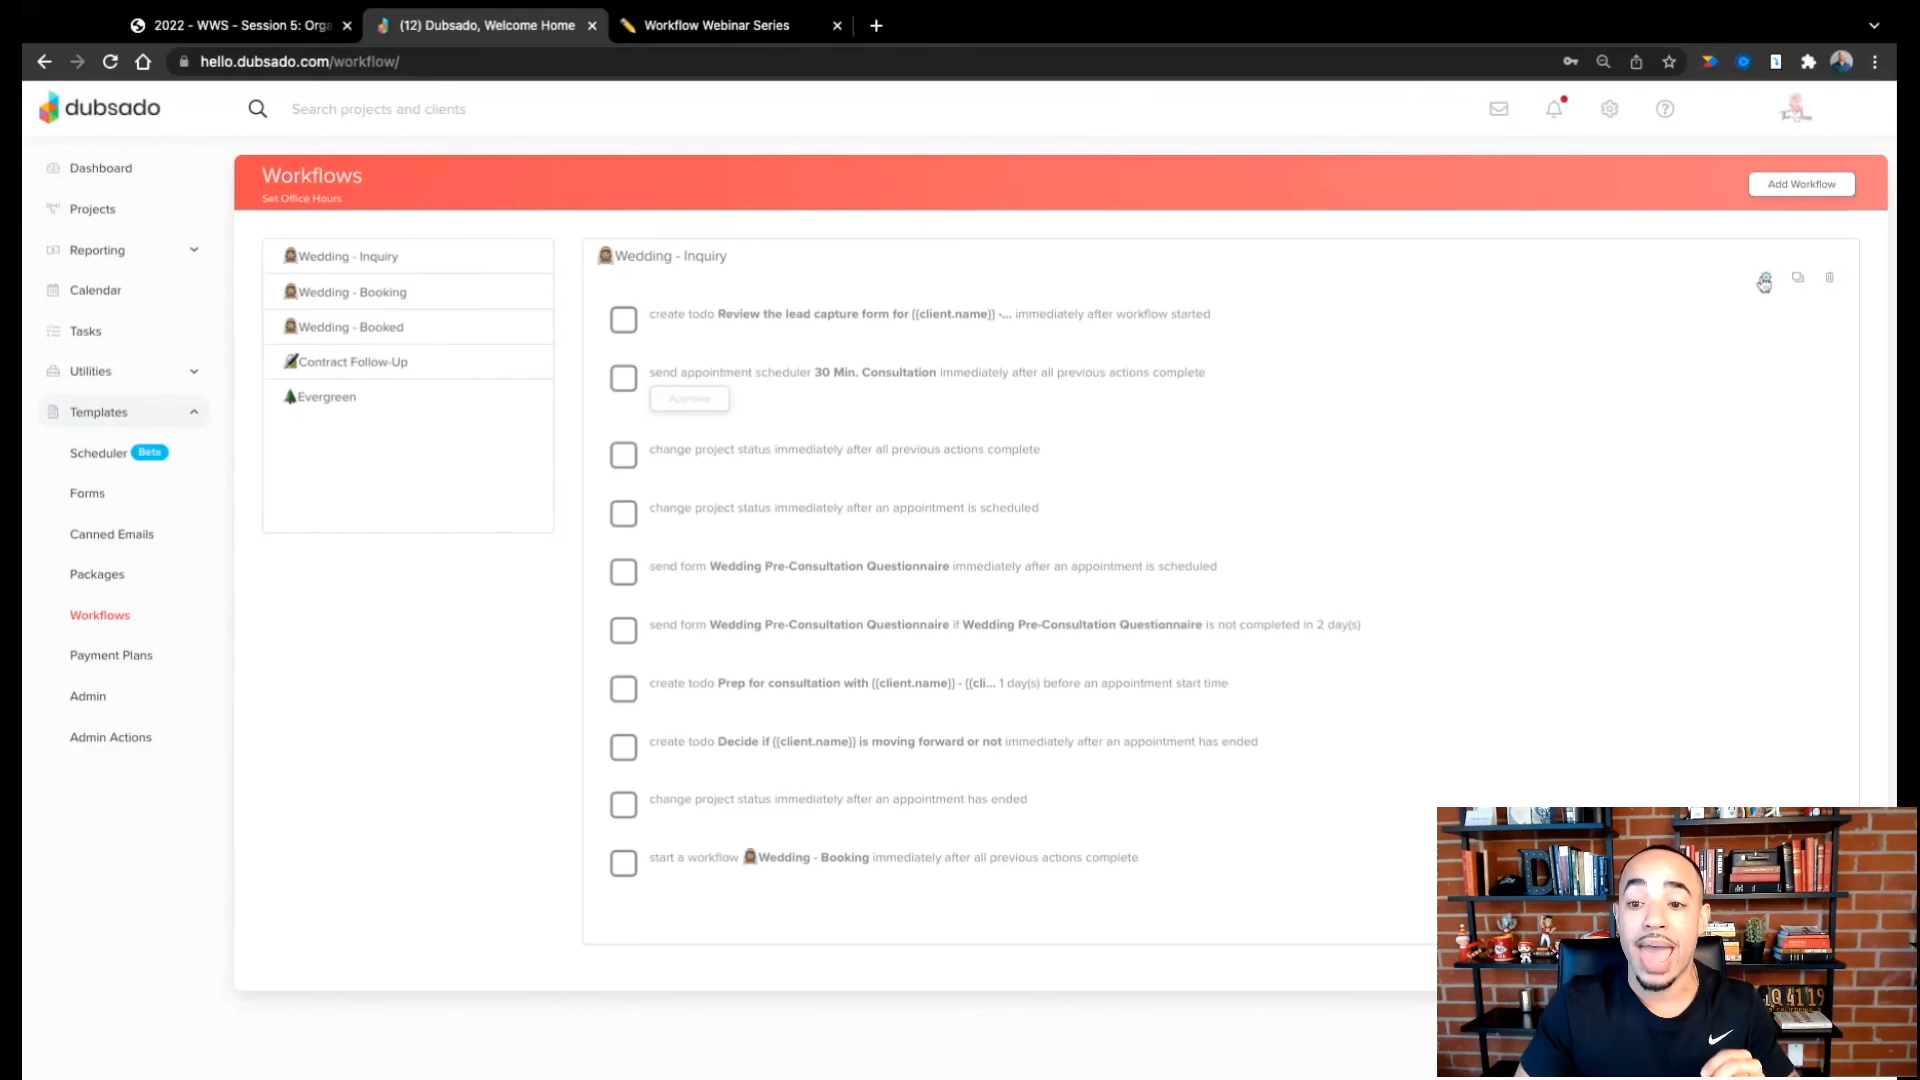 2022 - WWS - Session 5: Orga
(12) Dubsado, Welcome Home
Workflow Webinar Series
hello.dubsado.com/workflow/
dubsado
Search projects and clients
Dashboard
Projects
Reporting
Calendar
Tasks
Utilities
Templates
Scheduler Beta
Forms
Canned Emails
Packages
Workflows
Payment Plans
Admin
Admin Actions
Workflows
Set Office Hours
Add Workflow
Wedding - Inquiry
Wedding - Booking
Wedding - Booked
Contract Follow-Up
Evergreen
Wedding - Inquiry
create todo Review the lead capture form for {{client.name}} -... immediately after workflow started
send appointment scheduler 30 Min. Consultation immediately after all previous actions complete
Approve
change project status immediately after all previous actions complete
change project status immediately after an appointment is scheduled
send form Wedding Pre-Consultation Questionnaire immediately after an appointment is scheduled
send form Wedding Pre-Consultation Questionnaire if Wedding Pre-Consultation Questionnaire is not completed in 2 day(s)
create todo Prep for consultation with {{client.name}} - {{cli... 1 day(s) before an appointment start time
create todo Decide if {{client.name}} is moving forward or not immediately after an appointment has ended
change project status immediately after an appointment has ended
start a workflow Wedding - Booking immediately after all previous actions complete